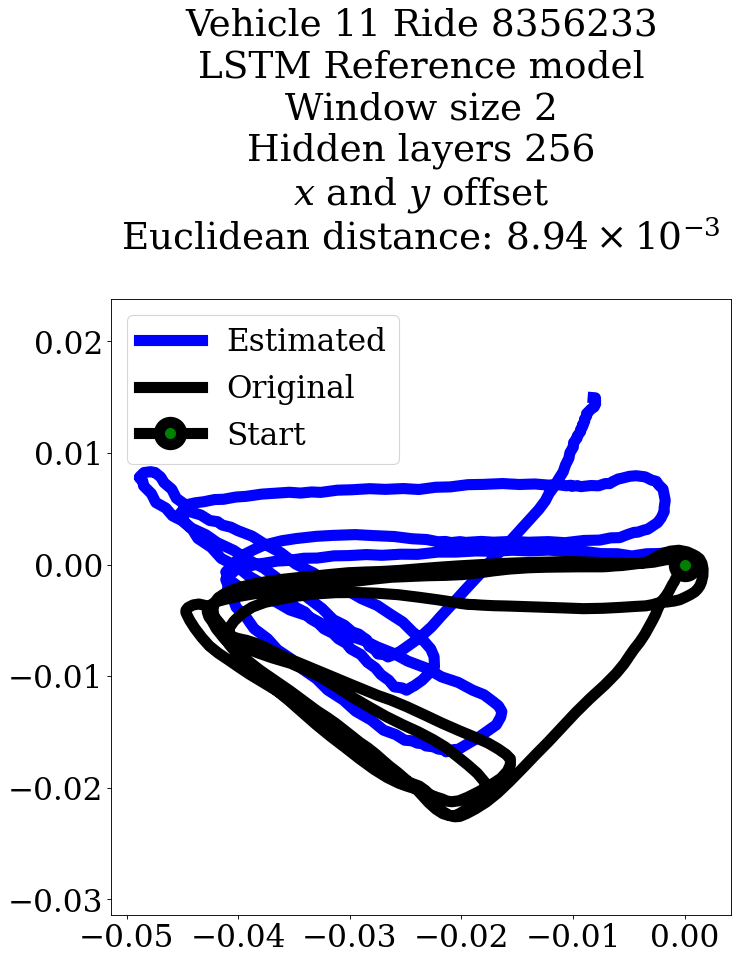 Vehicle 11 Ride 8356233
LSTM Reference model
Window size 2
Hidden layers 256
x and y offset
Euclidean distance: 8.94 × 10⁻³
Estimated
Original
Start
0.02
0.01
0.00
−0.01
−0.02
−0.03
−0.05 −0.04 −0.03 −0.02 −0.01 0.00